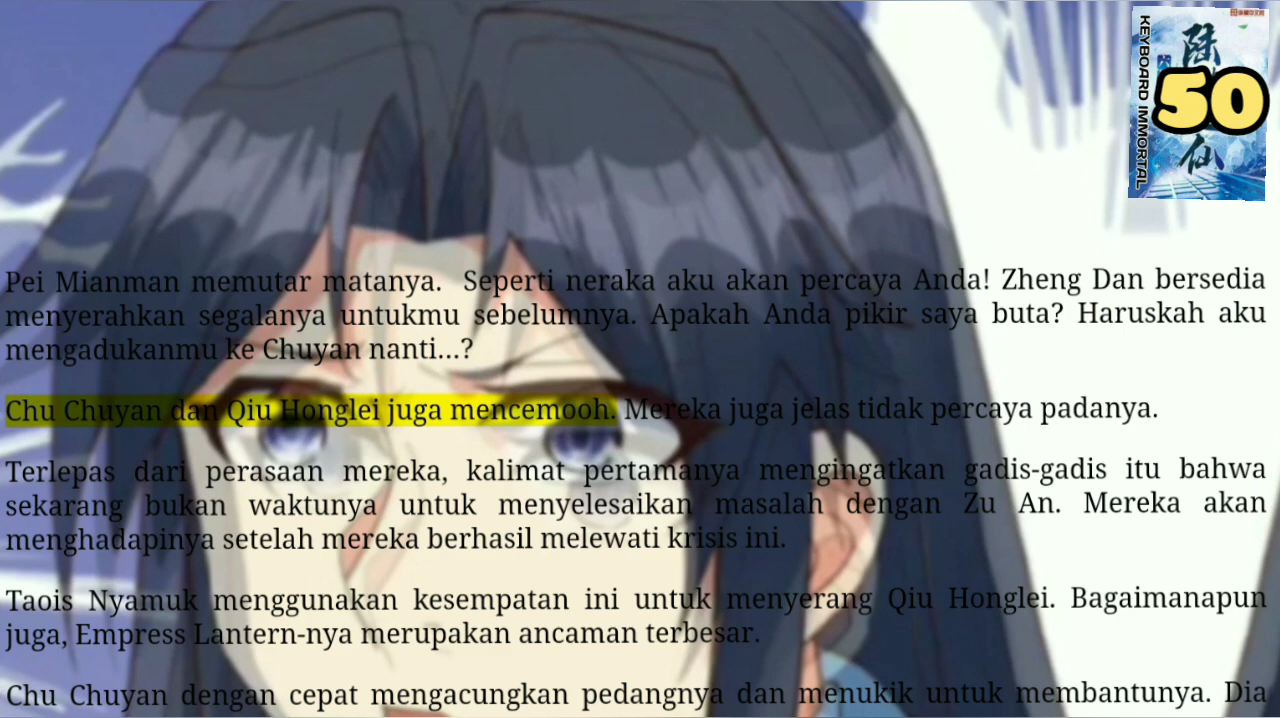 KEYBOARD IMMORTAL
仙
50
Pei Mianman memutar matanya. Seperti neraka aku akan percaya Anda! Zheng Dan bersedia
menyerahkan segalanya untukmu sebelumnya. Apakah Anda pikir saya buta? Haruskah aku
mengadukanmu ke Chuyan nanti...?
Chu Chuyan dan Qiu Honglei juga mencemooh. Mereka juga jelas tidak percaya padanya.
Terlepas dari perasaan mereka, kalimat pertamanya mengingatkan gadis-gadis itu bahwa
sekarang bukan waktunya untuk menyelesaikan masalah dengan Zu An. Mereka akan
menghadapinya setelah mereka berhasil melewati krisis ini.
Taois Nyamuk menggunakan kesempatan ini untuk menyerang Qiu Honglei. Bagaimanapun
juga, Empress Lantern-nya merupakan ancaman terbesar.
Chu Chuyan dengan cepat mengacungkan pedangnya dan menukik untuk membantunya. Dia